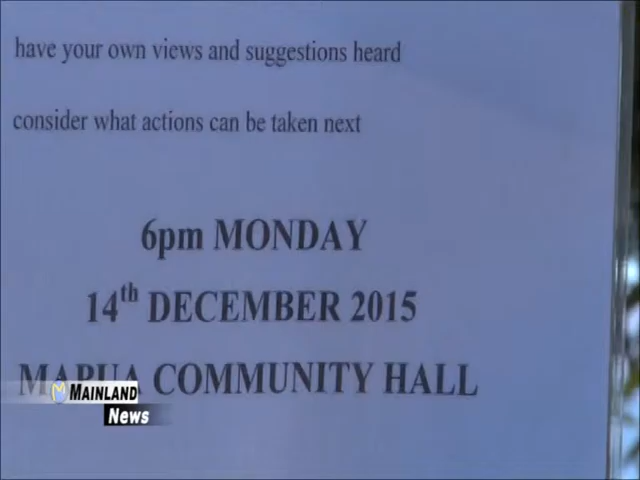 have your own views and suggestions heard
consider what actions can be taken next
6pm MONDAY
14th DECEMBER 2015
MAPUA COMMUNITY HALL
MAINLAND
News